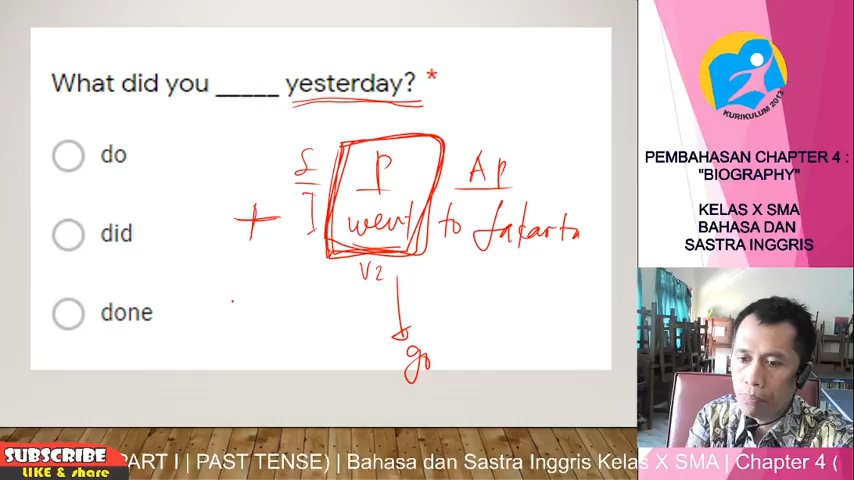 What did you _____ yesterday? *
do
did
done
S P Ap
+ I went to Jakarta
V2
go
KURIKULUM 2013
PEMBAHASAN CHAPTER 4 :
"BIOGRAPHY"
KELAS X SMA
BAHASA DAN
SASTRA INGGRIS
SUBSCRIBE
LIKE & share
PART I | PAST TENSE) | Bahasa dan Sastra Inggris Kelas X SMA | Chapter 4 (